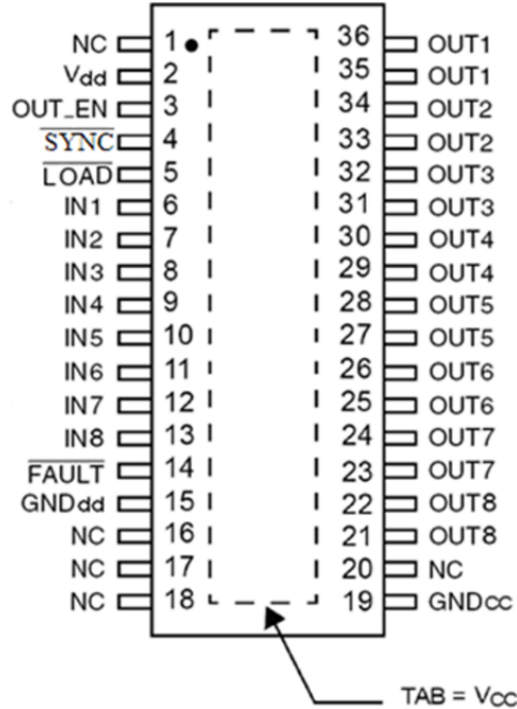 NC 1 36 OUT1
Vdd 2 35 OUT1
OUT_EN 3 34 OUT2
SYNC 4 33 OUT2
LOAD 5 32 OUT3
IN1 6 31 OUT3
IN2 7 30 OUT4
IN3 8 29 OUT4
IN4 9 28 OUT5
IN5 10 27 OUT5
IN6 11 26 OUT6
IN7 12 25 OUT6
IN8 13 24 OUT7
FAULT 14 23 OUT7
GNDdd 15 22 OUT8
NC 16 21 OUT8
NC 17 20 NC
NC 18 19 GNDCC
TAB = VCC